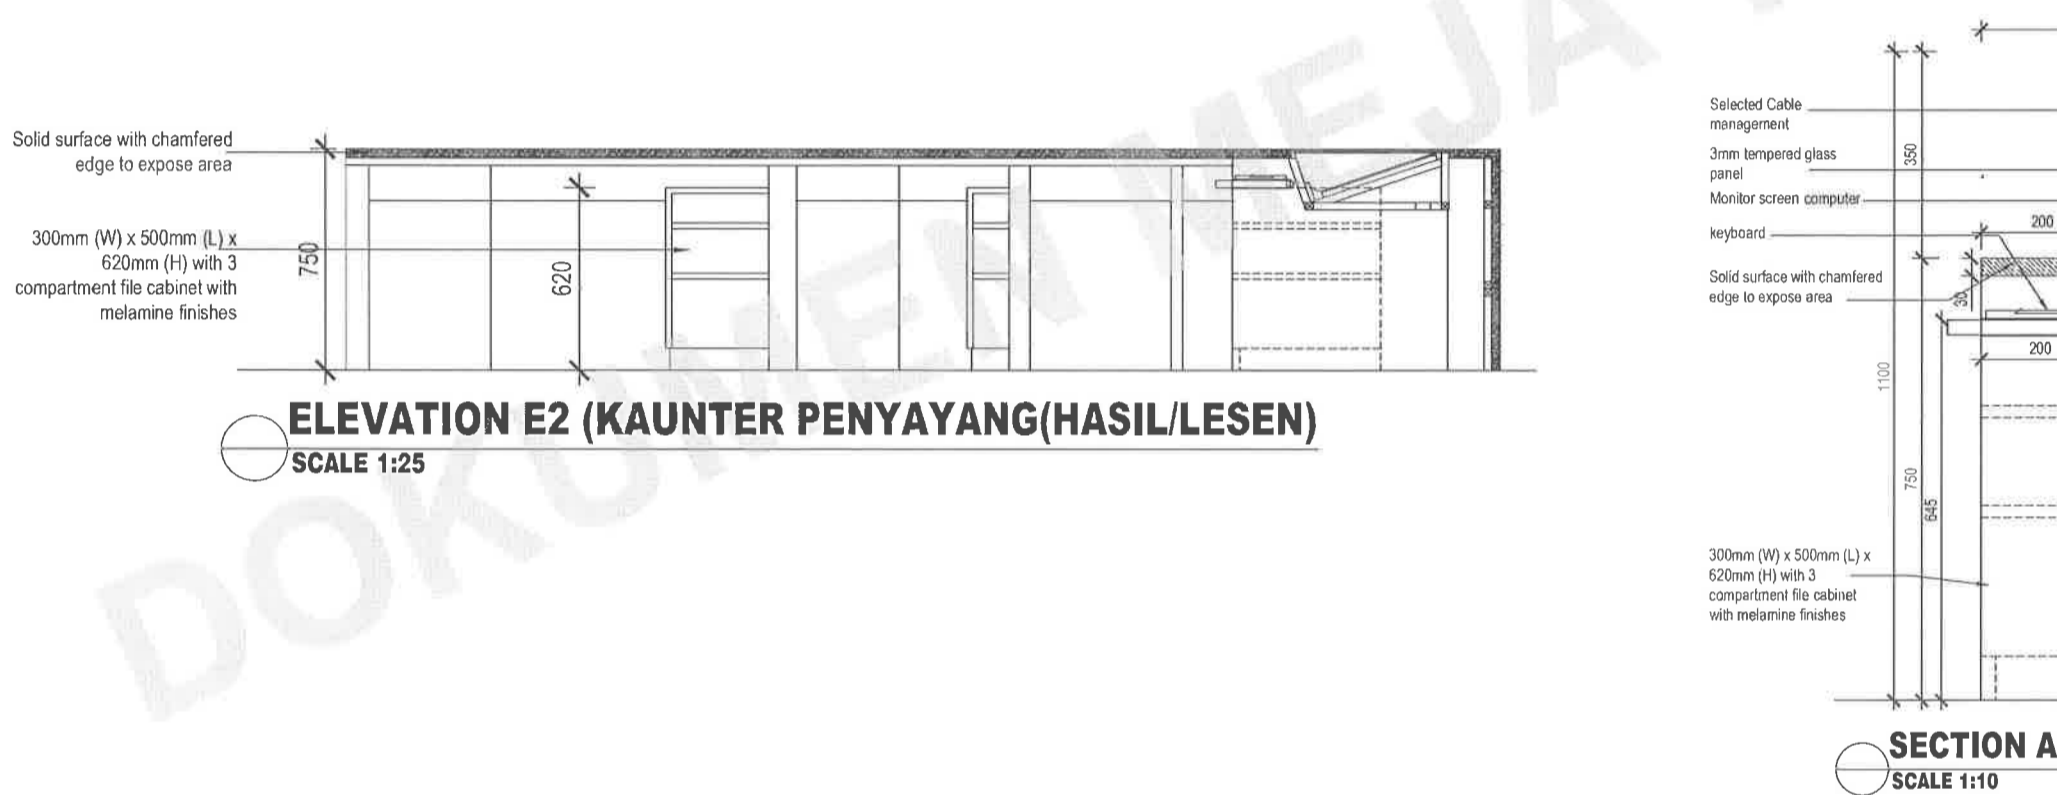 Solid surface with chamfered
edge to expose area
300mm (W) x 500mm (L) x
620mm (H) with 3
compartment file cabinet with
melamine finishes
750
620
ELEVATION E2 (KAUNTER PENYAYANG(HASIL/LESEN)
SCALE 1:25
DOKUMEN MEJA
Selected Cable
management
3mm tempered glass
panel
Monitor screen computer
keyboard
Solid surface with chamfered
edge to expose area
300mm (W) x 500mm (L) x
620mm (H) with 3
compartment file cabinet
with melamine finishes
350
200
30
200
1100
750
645
SECTION A
SCALE 1:10